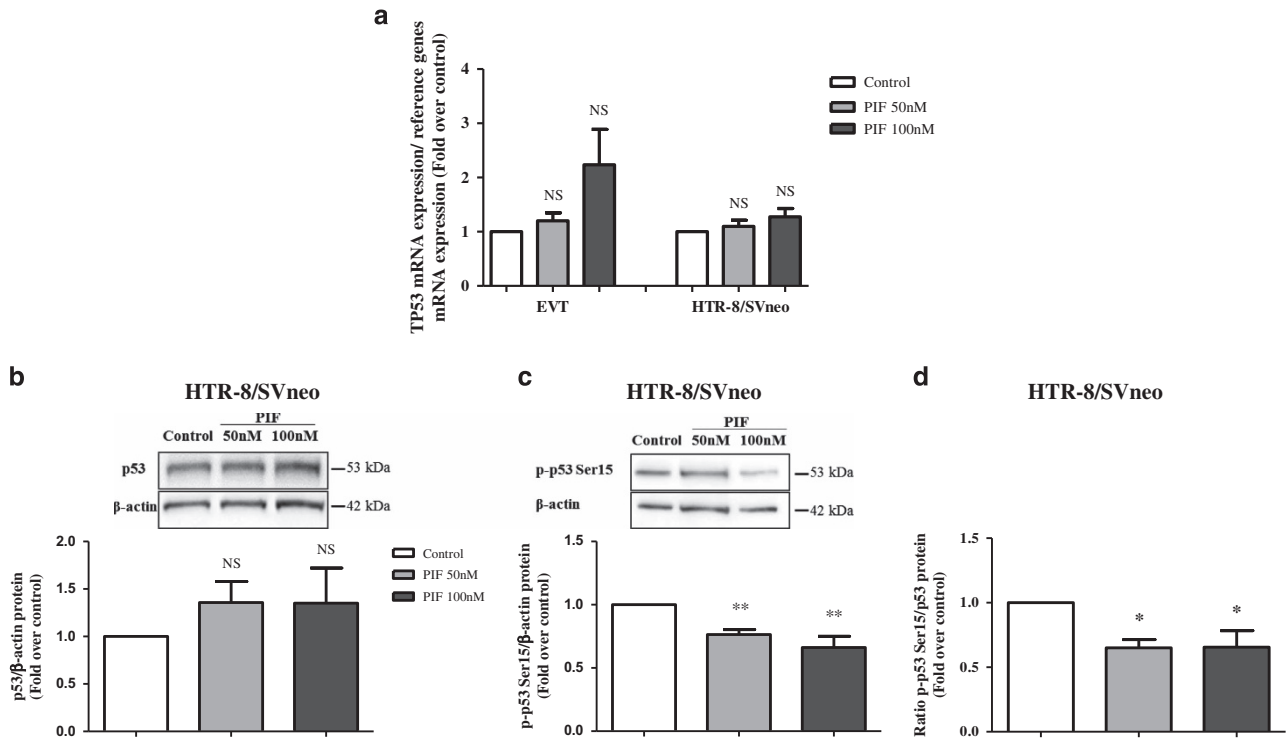 a
TP53 mRNA expression/ reference genes
mRNA expression (Fold over control)
4
3
2
1
0
NS
NS
NS
NS
EVT
HTR-8/SVneo
Control
PIF 50nM
PIF 100nM
b
HTR-8/SVneo
PIF
Control 50nM 100nM
p53
53 kDa
β-actin
42 kDa
p53/β-actin protein
(Fold over control)
2.0
1.5
1.0
0.5
0.0
NS
NS
Control
PIF 50nM
PIF 100nM
c
HTR-8/SVneo
PIF
Control 50nM 100nM
p-p53 Ser15
53 kDa
β-actin
42 kDa
p-p53 Ser15/β-actin protein
(Fold over control)
1.5
1.0
0.5
0.0
**
**
d
HTR-8/SVneo
Ratio p-p53 Ser15/p53 protein
(Fold over control)
1.5
1.0
0.5
0.0
*
*